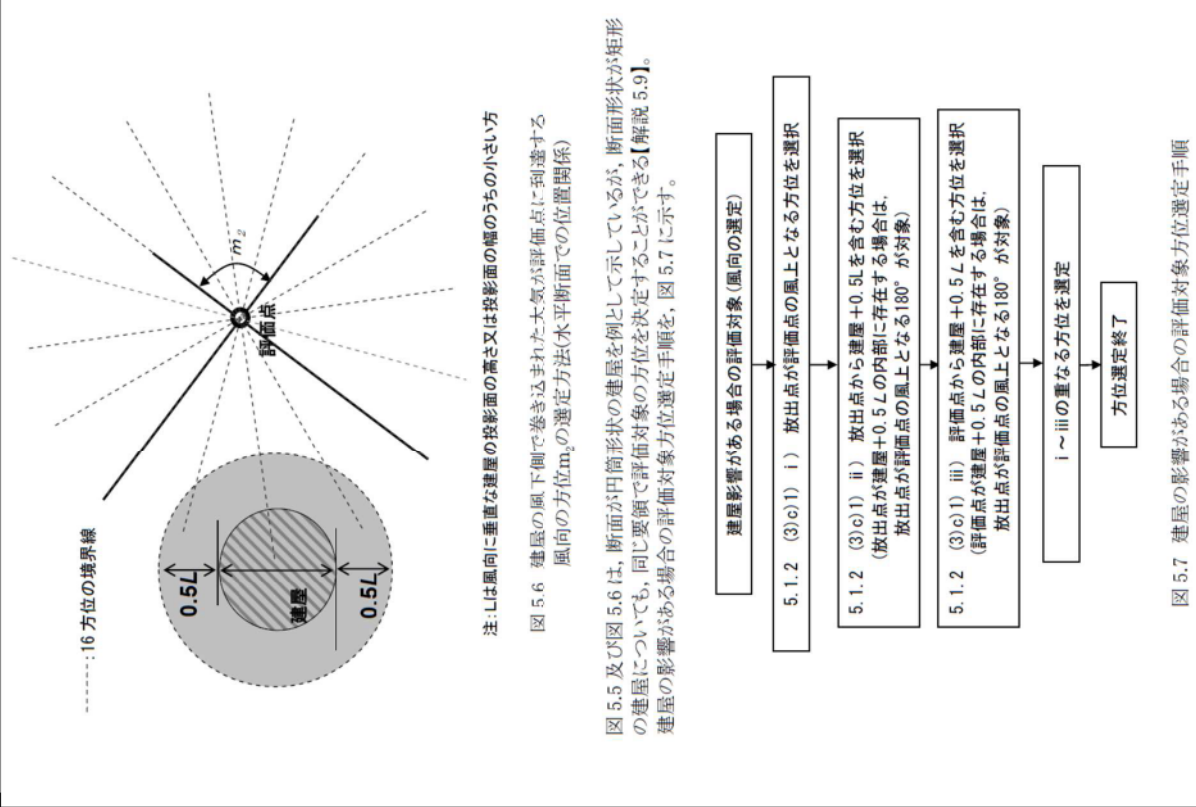 -----:16 方位の境界線
0.5L
建屋
0.5L
評価点
m₂
注:Lは風向に垂直な建屋の投影面の高さ又は投影面の幅のうちの小さい方
図 5.6 建屋の風下側で巻き込まれた大気が評価点に到達する
風向の方位m₂の選定方法(水平断面での位置関係)
図 5.5 及び図 5.6 は, 断面が円筒形状の建屋を例として示しているが, 断面形状が矩形
の建屋についても, 同じ要領で評価対象の方位を決定することができる【解説 5.9】。
建屋の影響がある場合の評価対象方位選定手順を, 図 5.7 に示す。
建屋影響がある場合の評価対象(風向の選定)
5.1.2 (3)c)1) i) 放出点が評価点の風上となる方位を選択
5.1.2 (3)c)1) ii) 放出点から建屋+0.5Lを含む方位を選択
(放出点が建屋+0.5Lの内部に存在する場合は,
放出点が評価点の風上となる180°が対象)
5.1.2 (3)c)1) iii) 評価点から建屋+0.5Lを含む方位を選択
(評価点が建屋+0.5Lの内部に存在する場合は,
放出点が評価点の風上となる180°が対象)
i~iiiの重なる方位を選定
方位選定終了
図 5.7 建屋の影響がある場合の評価対象方位選定手順